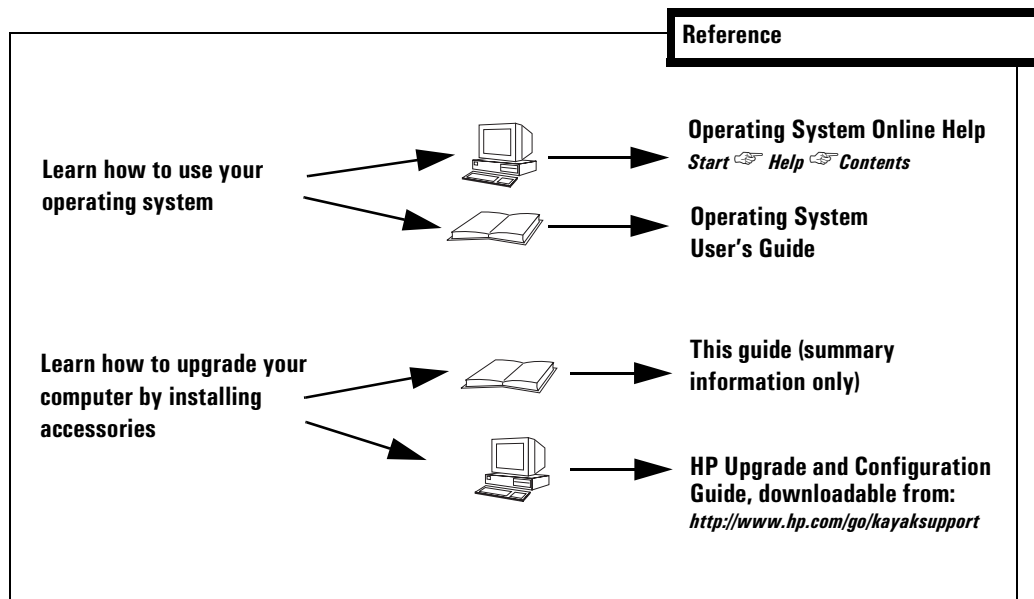 Reference
Learn how to use your
operating system
Operating System Online Help
Start ☞ Help ☞ Contents
Operating System
User's Guide
Learn how to upgrade your
computer by installing
accessories
This guide (summary
information only)
HP Upgrade and Configuration
Guide, downloadable from:
http://www.hp.com/go/kayaksupport